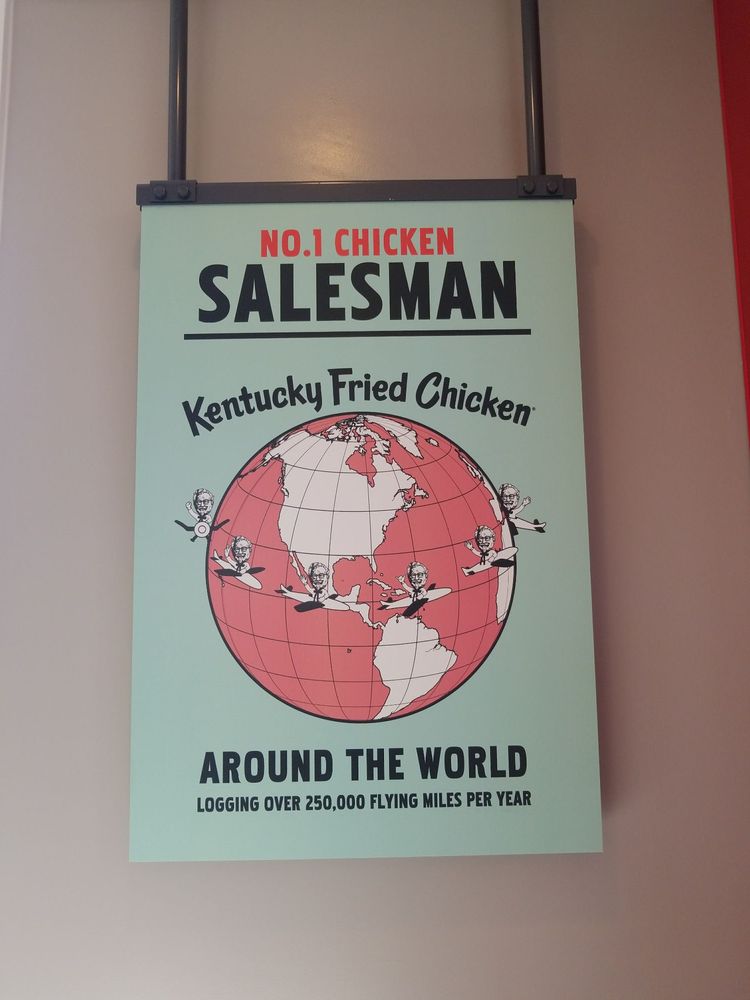 NO.1 CHICKEN
SALESMAN
Kentucky Fried Chicken
AROUND THE WORLD
LOGGING OVER 250,000 FLYING MILES PER YEAR